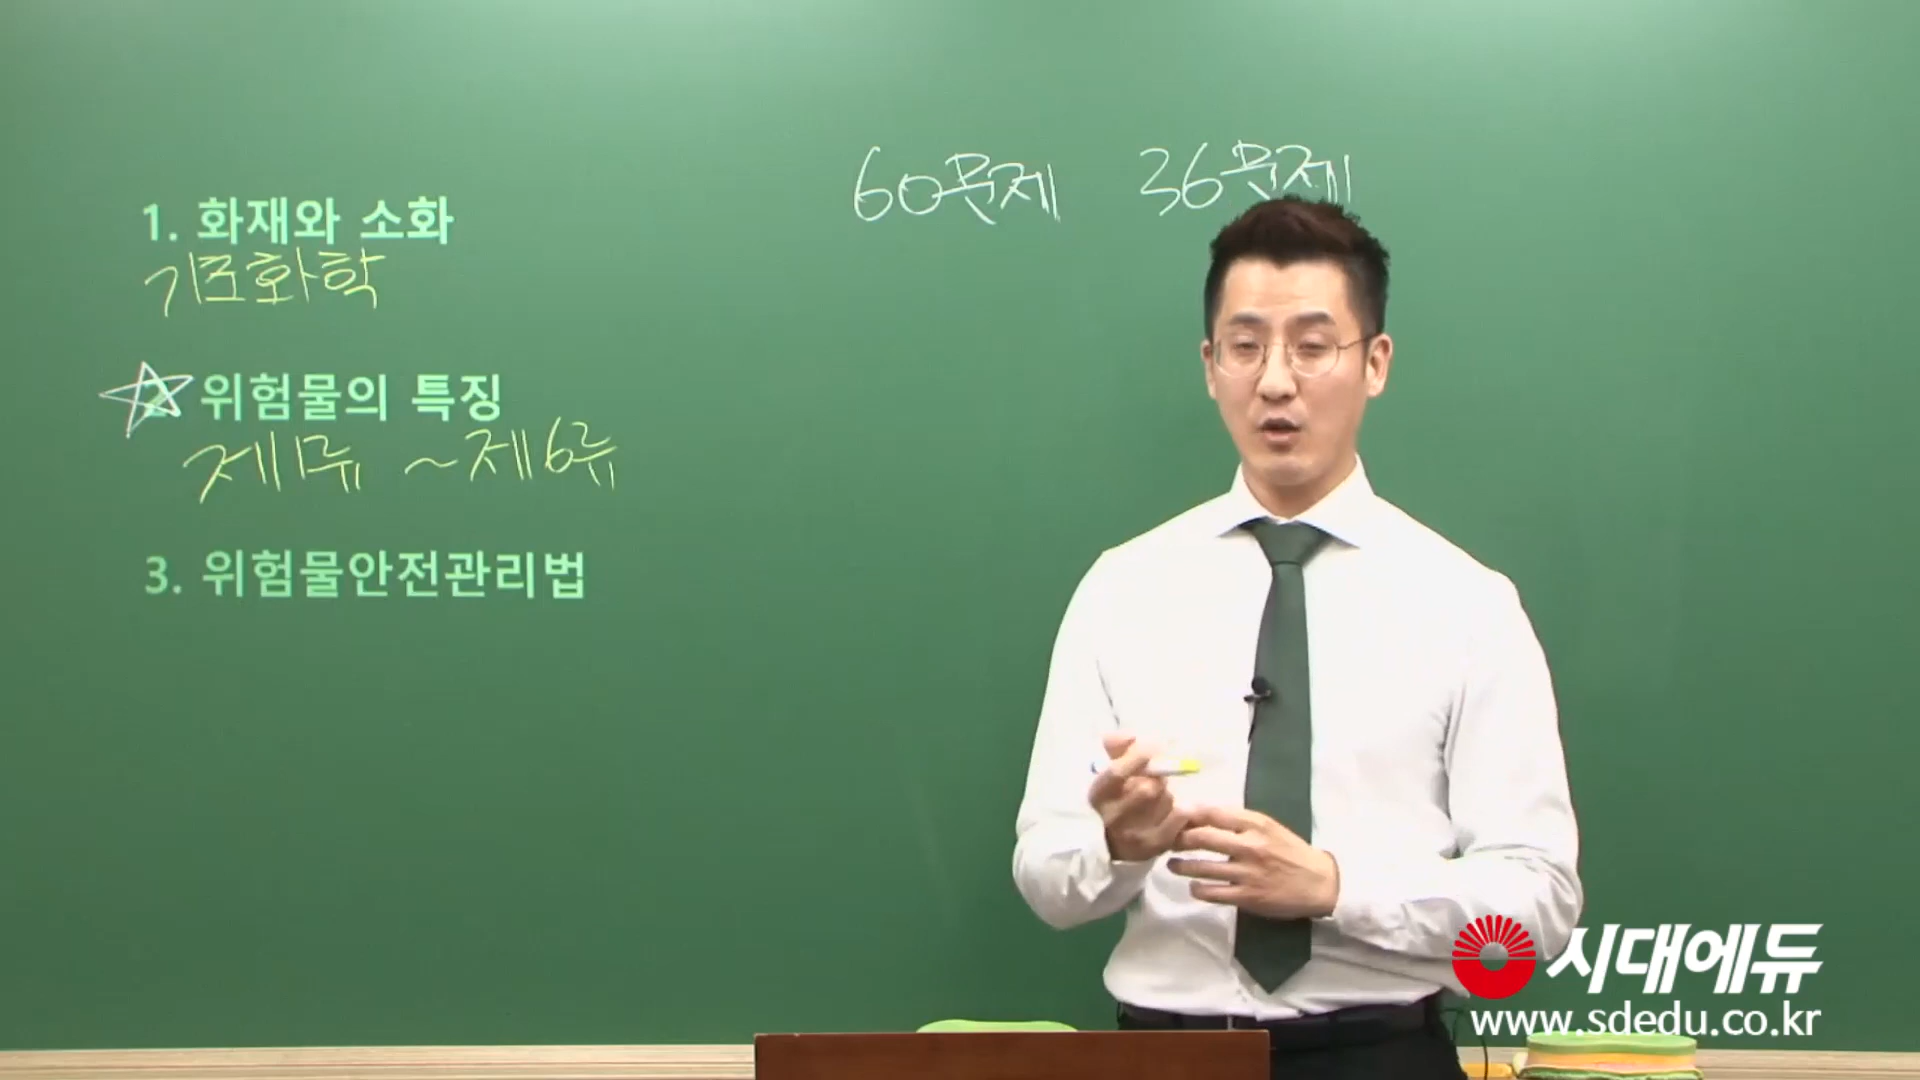 60문제 36문제
1. 화재와 소화
기초화학
2. 위험물의 특징
제1류 ~ 제6류
3. 위험물안전관리법
시대에듀
www.sdedu.co.kr